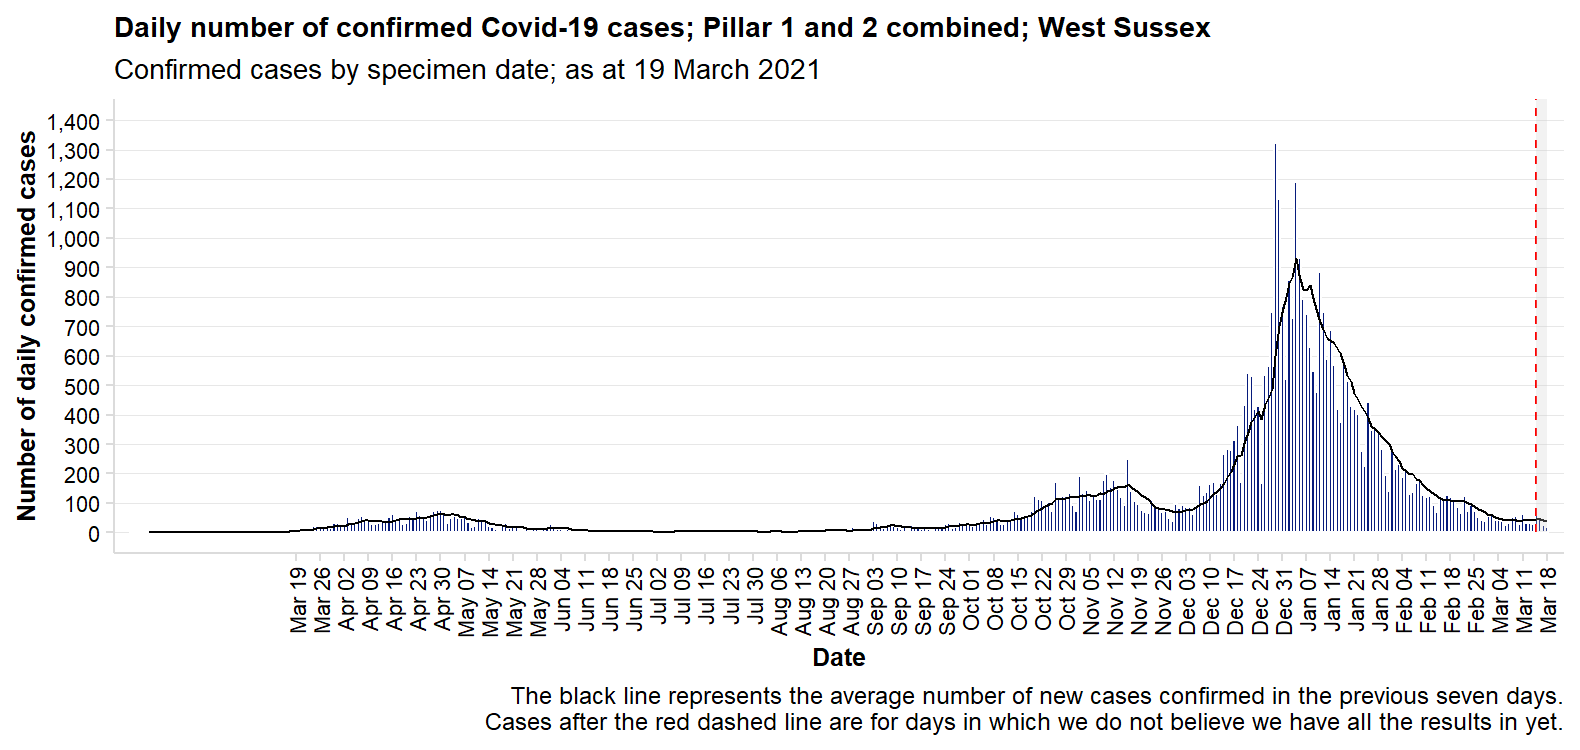 Daily number of confirmed Covid-19 cases; Pillar 1 and 2 combined; West Sussex
Confirmed cases by specimen date; as at 19 March 2021
Number of daily confirmed cases
1,400
1,300
1,200
1,100
1,000
900
800
700
600
500
400
300
200
100
0
Mar 19
Mar 26
Apr 02
Apr 09
Apr 16
Apr 23
Apr 30
May 07
May 14
May 21
May 28
Jun 04
Jun 11
Jun 18
Jun 25
Jul 02
Jul 09
Jul 16
Jul 23
Jul 30
Aug 06
Aug 13
Aug 20
Aug 27
Sep 03
Sep 10
Sep 17
Sep 24
Oct 01
Oct 08
Oct 15
Oct 22
Oct 29
Nov 05
Nov 12
Nov 19
Nov 26
Dec 03
Dec 10
Dec 17
Dec 24
Dec 31
Jan 07
Jan 14
Jan 21
Jan 28
Feb 04
Feb 11
Feb 18
Feb 25
Mar 04
Mar 11
Mar 18
Date
The black line represents the average number of new cases confirmed in the previous seven days.
Cases after the red dashed line are for days in which we do not believe we have all the results in yet.